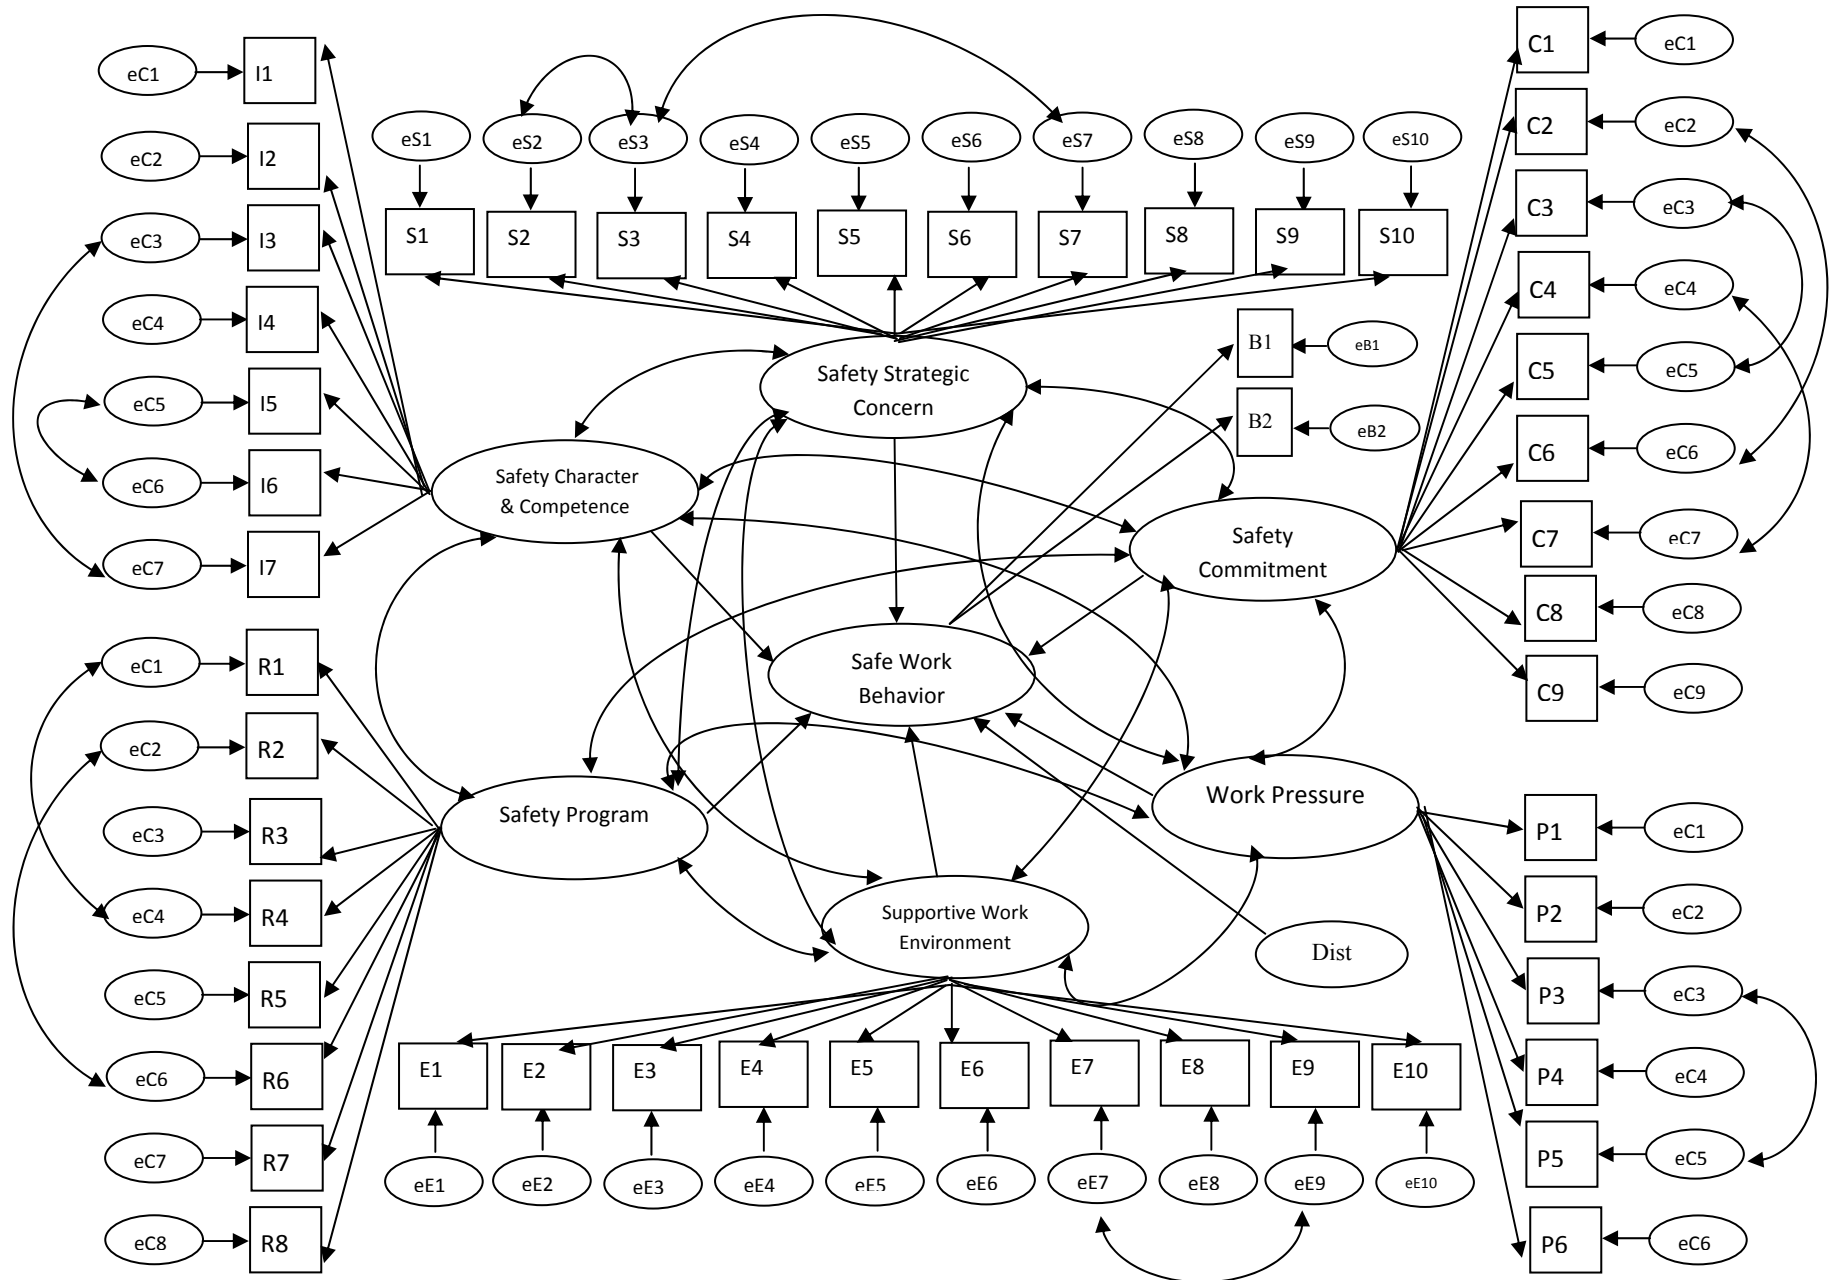 eC1 I1
eC2 I2
eC3 I3
eC4 I4
eC5 I5
eC6 I6
eC7 I7
eS1 eS2 eS3 eS4 eS5 eS6 eS7 eS8 eS9 eS10
S1 S2 S3 S4 S5 S6 S7 S8 S9 S10
C1 eC1
C2 eC2
C3 eC3
C4 eC4
C5 eC5
C6 eC6
C7 eC7
C8 eC8
C9 eC9
B1 eB1
B2 eB2
Safety Strategic
Concern
Safety Character
& Competence
Safety
Commitment
Safe Work
Behavior
Safety Program
Work Pressure
Supportive Work
Environment
Dist
eC1 R1
eC2 R2
eC3 R3
eC4 R4
eC5 R5
eC6 R6
eC7 R7
eC8 R8
P1 eC1
P2 eC2
P3 eC3
P4 eC4
P5 eC5
P6 eC6
E1 E2 E3 E4 E5 E6 E7 E8 E9 E10
eE1 eE2 eE3 eE4 eE5 eE6 eE7 eE8 eE9 eE10